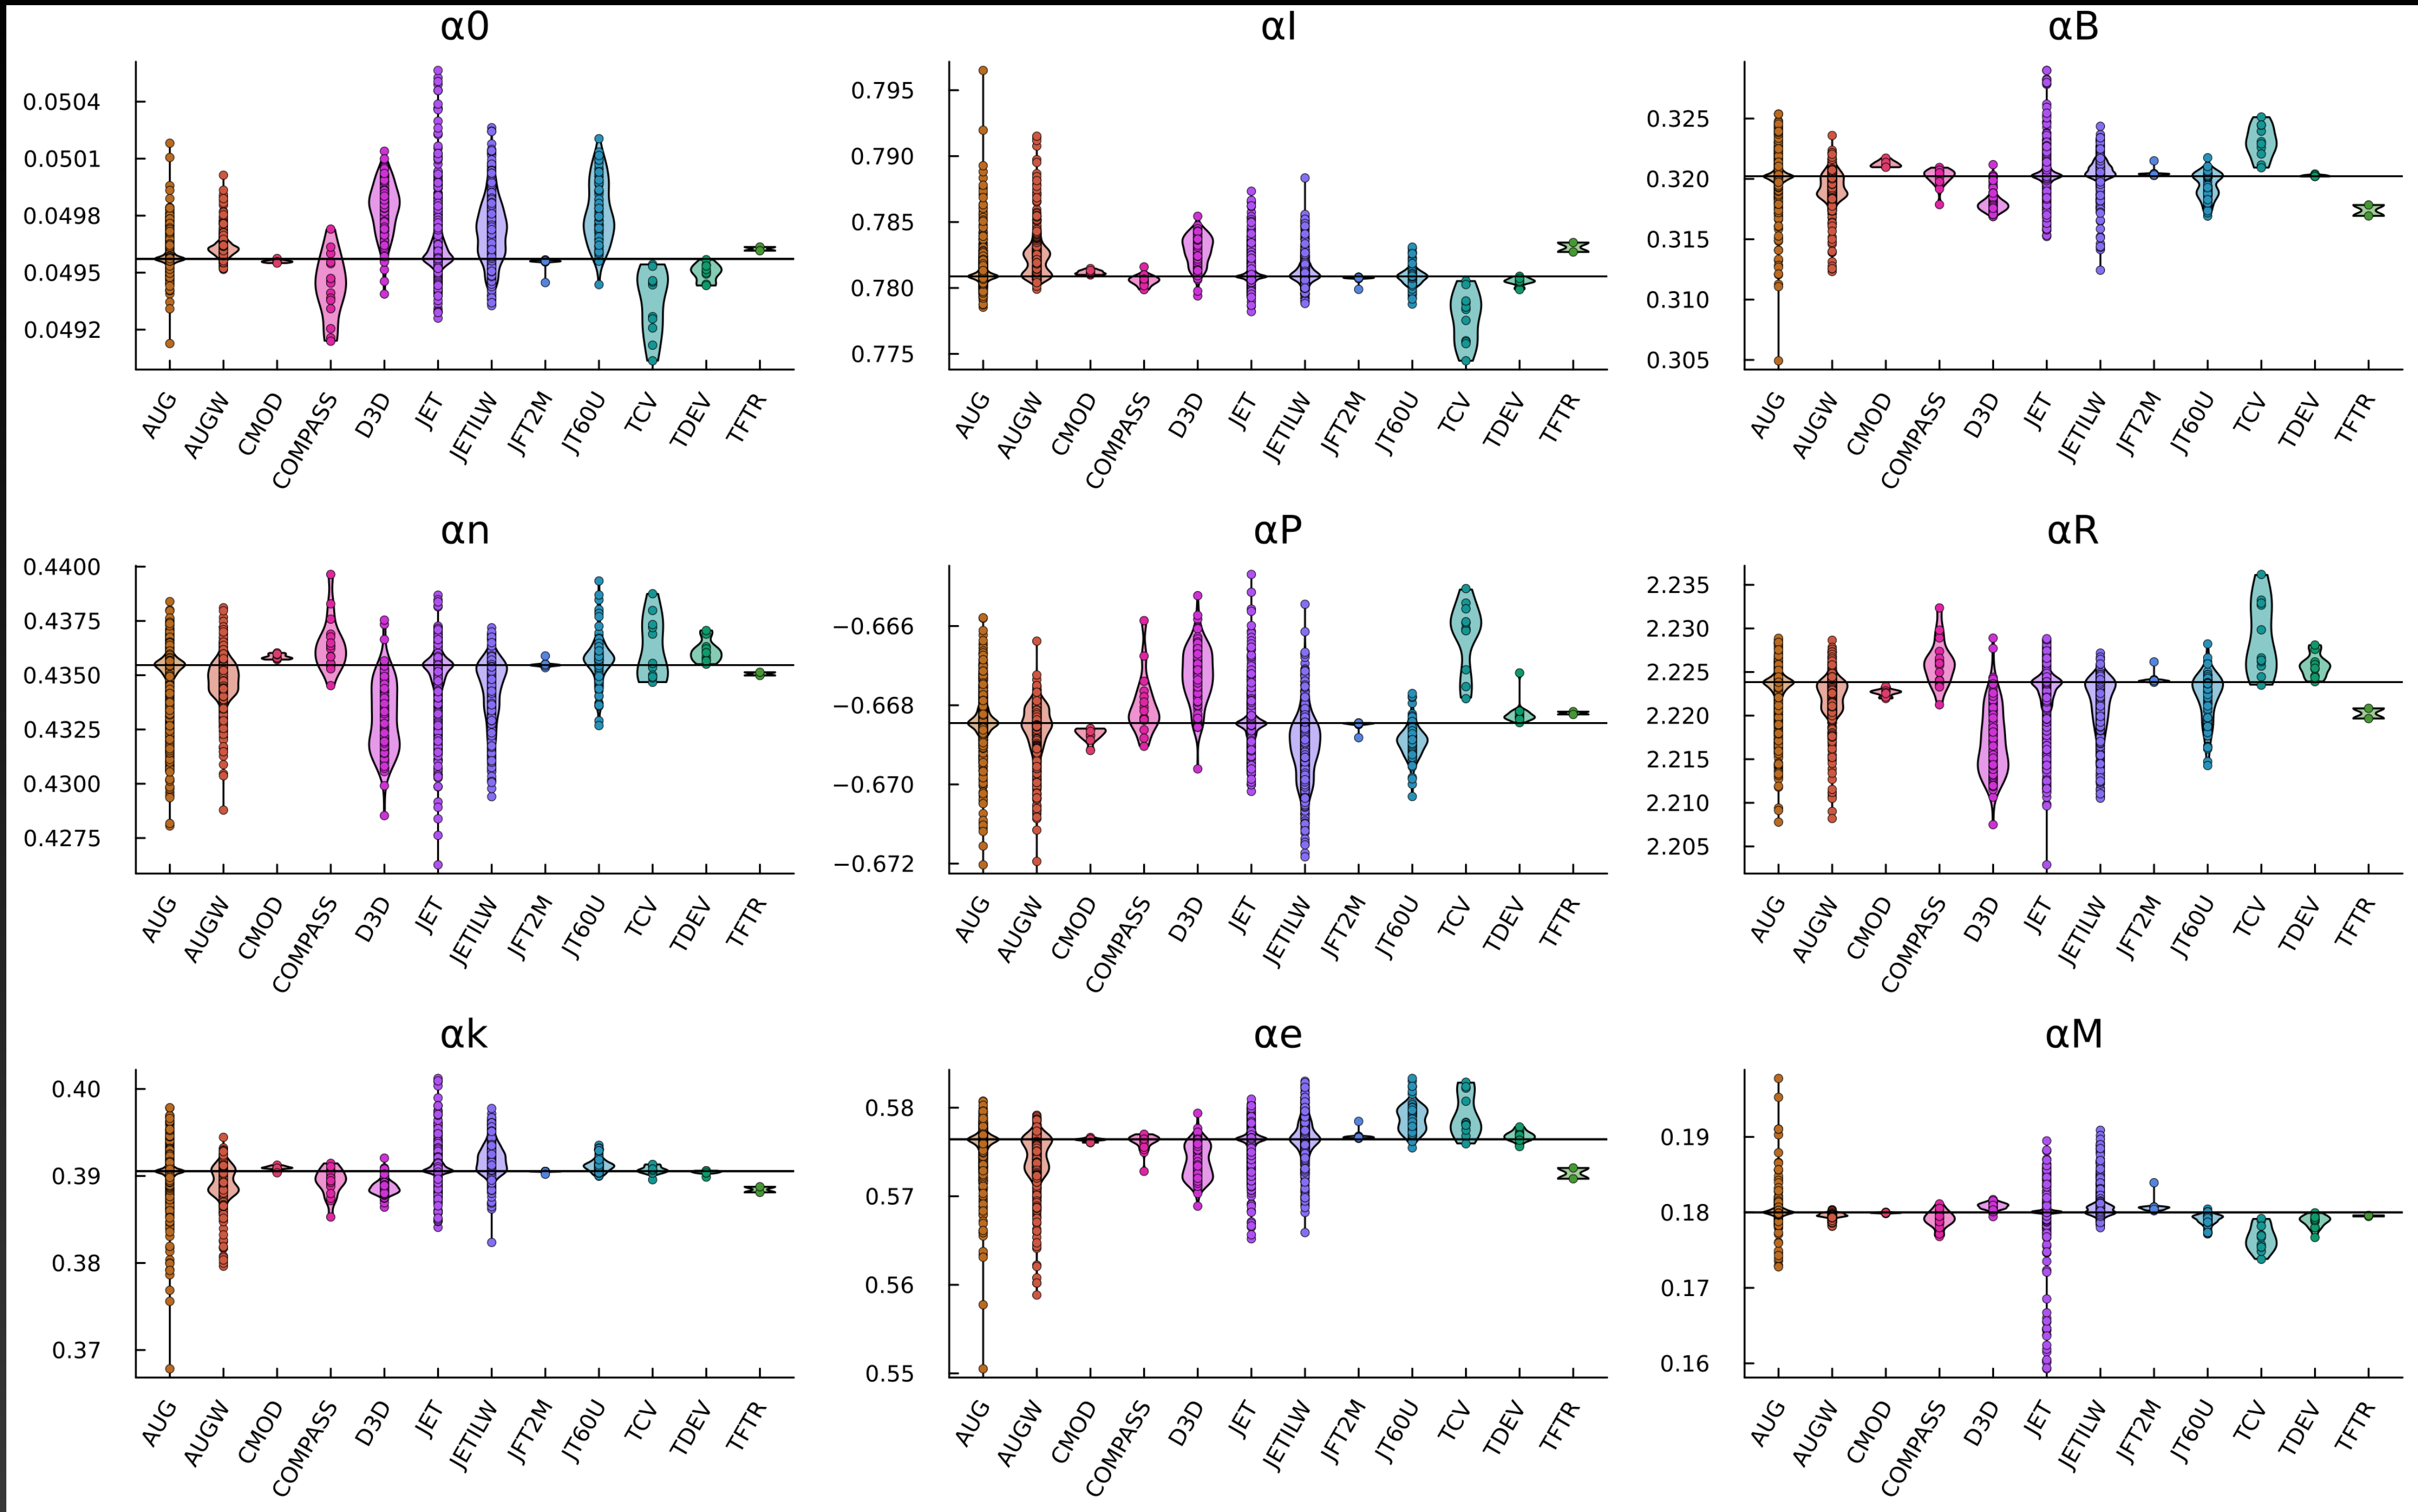 α0
0.0504
0.0501
0.0498
0.0495
0.0492
AUG
AUGW
CMOD
COMPASS
D3D
JET
JETILW
JFT2M
JT60U
TCV
TDEV
TFTR
αI
0.795
0.790
0.785
0.780
0.775
AUG
AUGW
CMOD
COMPASS
D3D
JET
JETILW
JFT2M
JT60U
TCV
TDEV
TFTR
αB
0.325
0.320
0.315
0.310
0.305
AUG
AUGW
CMOD
COMPASS
D3D
JET
JETILW
JFT2M
JT60U
TCV
TDEV
TFTR
αn
0.4400
0.4375
0.4350
0.4325
0.4300
0.4275
AUG
AUGW
CMOD
COMPASS
D3D
JET
JETILW
JFT2M
JT60U
TCV
TDEV
TFTR
αP
−0.666
−0.668
−0.670
−0.672
AUG
AUGW
CMOD
COMPASS
D3D
JET
JETILW
JFT2M
JT60U
TCV
TDEV
TFTR
αR
2.235
2.230
2.225
2.220
2.215
2.210
2.205
AUG
AUGW
CMOD
COMPASS
D3D
JET
JETILW
JFT2M
JT60U
TCV
TDEV
TFTR
αk
0.40
0.39
0.38
0.37
AUG
AUGW
CMOD
COMPASS
D3D
JET
JETILW
JFT2M
JT60U
TCV
TDEV
TFTR
αe
0.58
0.57
0.56
0.55
AUG
AUGW
CMOD
COMPASS
D3D
JET
JETILW
JFT2M
JT60U
TCV
TDEV
TFTR
αM
0.19
0.18
0.17
0.16
AUG
AUGW
CMOD
COMPASS
D3D
JET
JETILW
JFT2M
JT60U
TCV
TDEV
TFTR